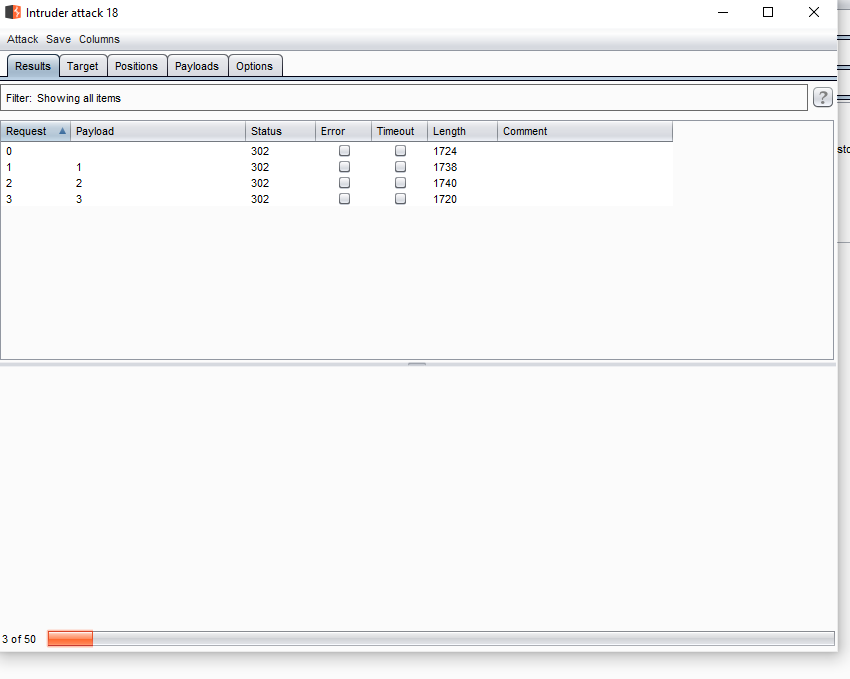 Intruder attack 18
Attack Save Columns
Results Target Positions Payloads Options
Filter: Showing all items
?
Request Payload Status Error Timeout Length Comment
0 302 1724
1 1 302 1738
2 2 302 1740
3 3 302 1720
3 of 50